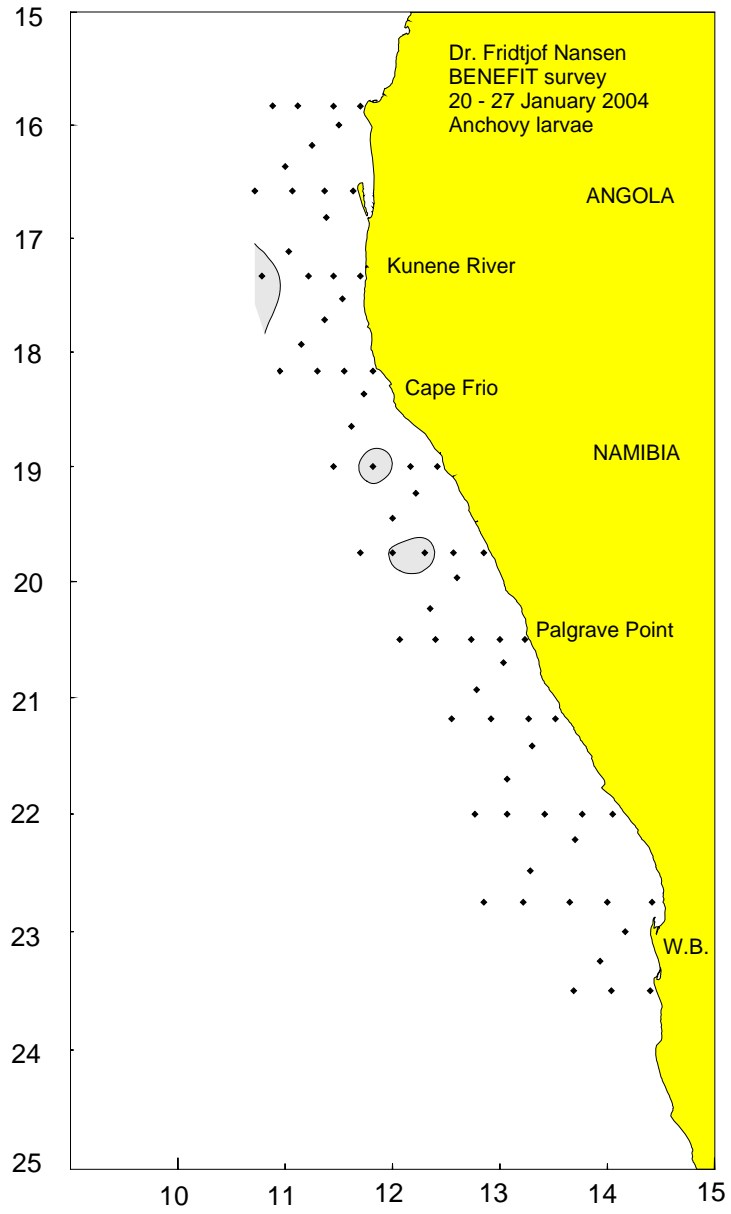 15
Dr. Fridtjof Nansen
BENEFIT survey
20 - 27 January 2004
Anchovy larvae
16
ANGOLA
17
Kunene River
18
Cape Frio
NAMIBIA
19
20
Palgrave Point
21
22
23
W.B.
24
25
10 11 12 13 14 15